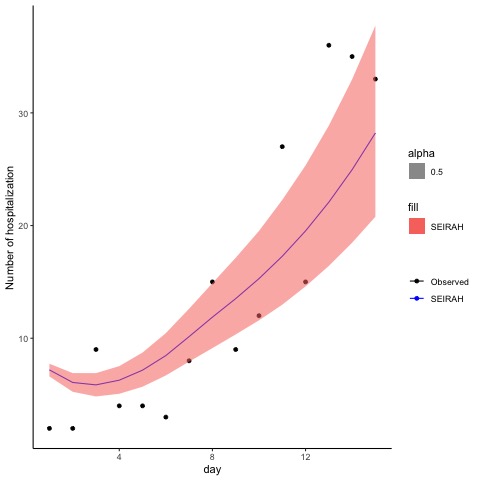 Number of hospitalization
30
20
10
4
8
12
day
alpha
0.5
fill
SEIRAH
Observed
SEIRAH